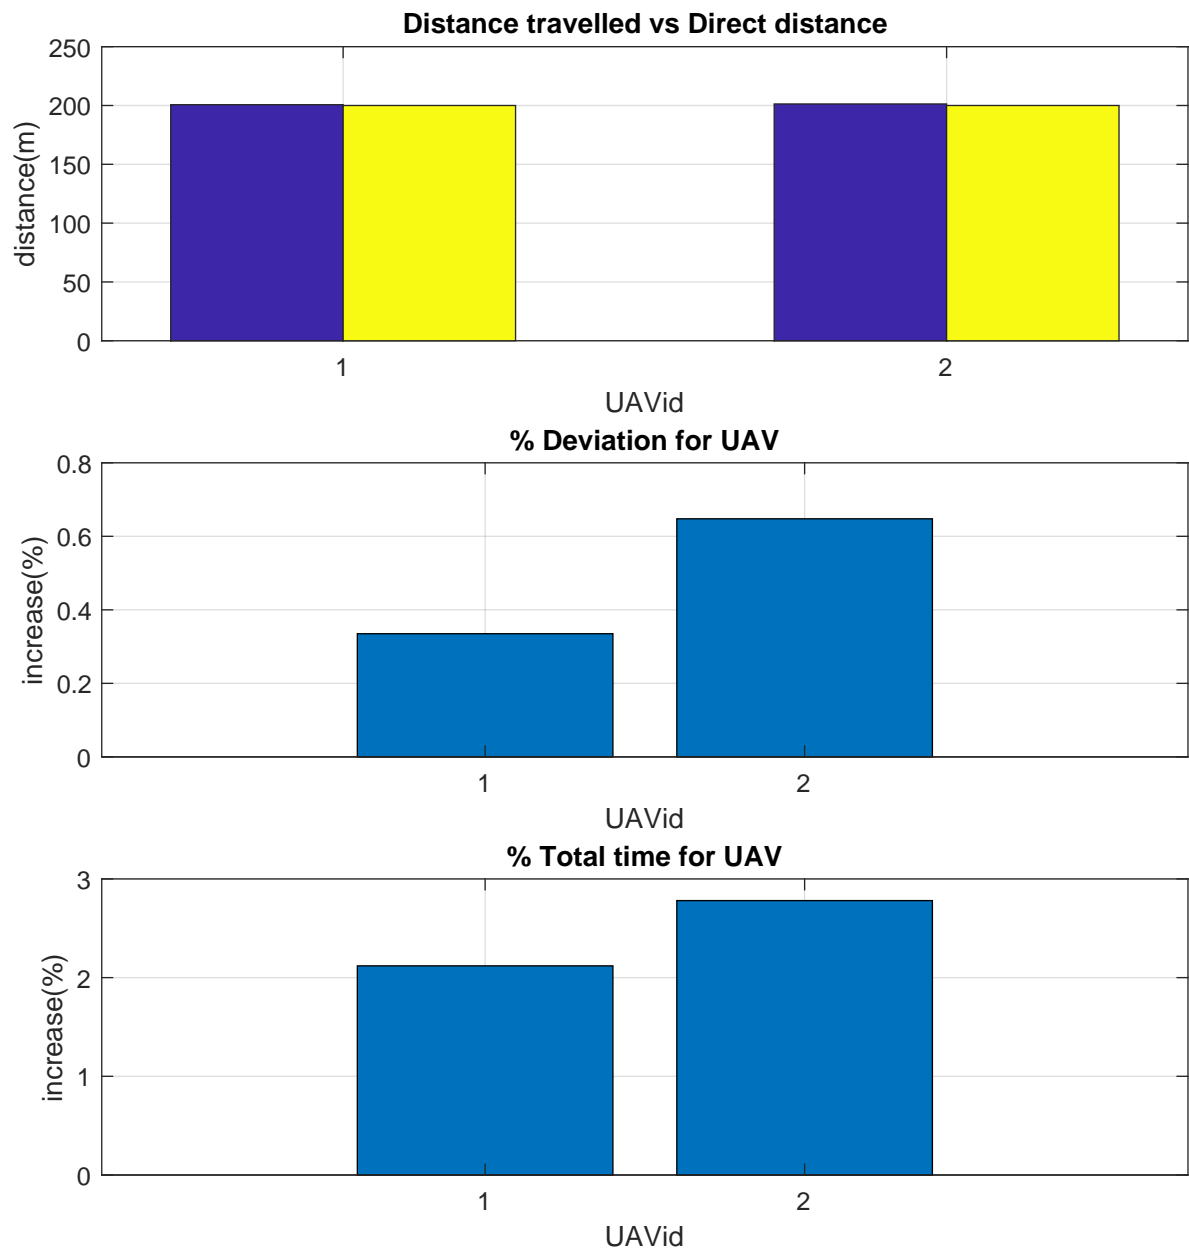 Distance travelled vs Direct distance
250
200
150
100
50
0
distance(m)
1 2
UAVid
% Deviation for UAV
0.8
0.6
0.4
0.2
0
increase(%)
1 2
UAVid
% Total time for UAV
3
2
1
0
increase(%)
1 2
UAVid